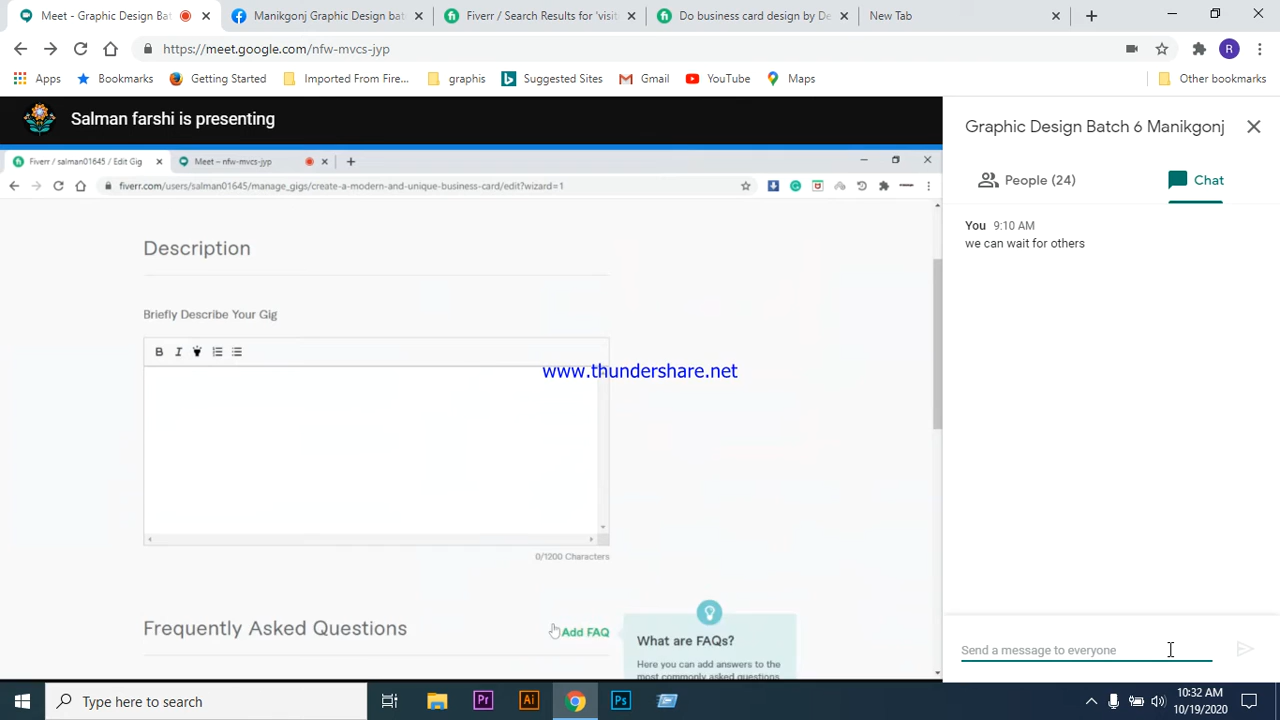 Meet - Graphic Design Bat
Manikgonj Graphic Design bat
Fiverr / Search Results for 'visit
Do business card design by De
New Tab
https://meet.google.com/nfw-mvcs-jyp
R
Apps
Bookmarks
Getting Started
Imported From Fire...
graphis
Suggested Sites
Gmail
YouTube
Maps
Other bookmarks
Salman farshi is presenting
Graphic Design Batch 6 Manikgonj
Fiverr / salman01645 / Edit Gig
Meet – nfw-mvcs-jyp
fiverr.com/users/salman01645/manage_gigs/create-a-modern-and-unique-business-card/edit?wizard=1
People (24)
Chat
You 9:10 AM
we can wait for others
Description
Briefly Describe Your Gig
B I
www.thundershare.net
0/1200 Characters
Frequently Asked Questions
Add FAQ
What are FAQs?
Here you can add answers to the
most commonly asked questions
Send a message to everyone
Type here to search
Pr
Ai
Ps
10:32 AM
10/19/2020